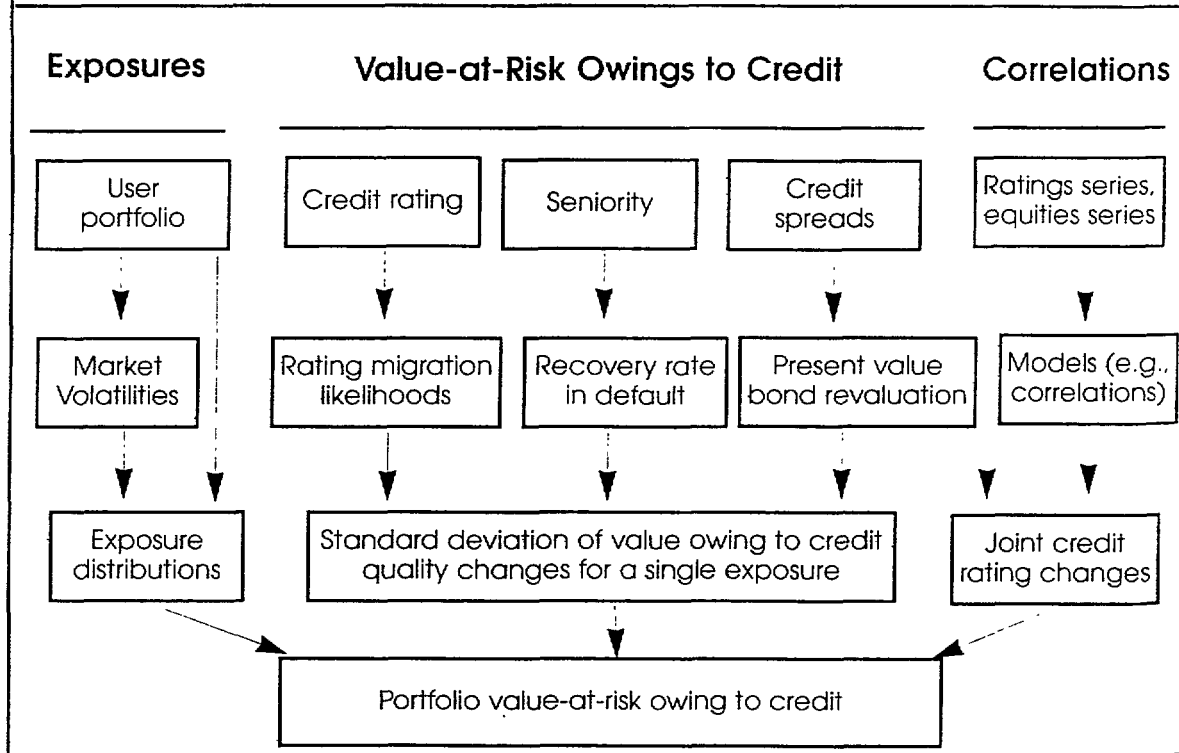 Exposures
Value-at-Risk Owings to Credit
Correlations
User
portfolio
Credit rating
Seniority
Credit
spreads
Ratings series,
equities series
Market
Volatilities
Rating migration
likelihoods
Recovery rate
in default
Present value
bond revaluation
Models (e.g.,
correlations)
Exposure
distributions
Standard deviation of value owing to credit
quality changes for a single exposure
Joint credit
rating changes
Portfolio value-at-risk owing to credit